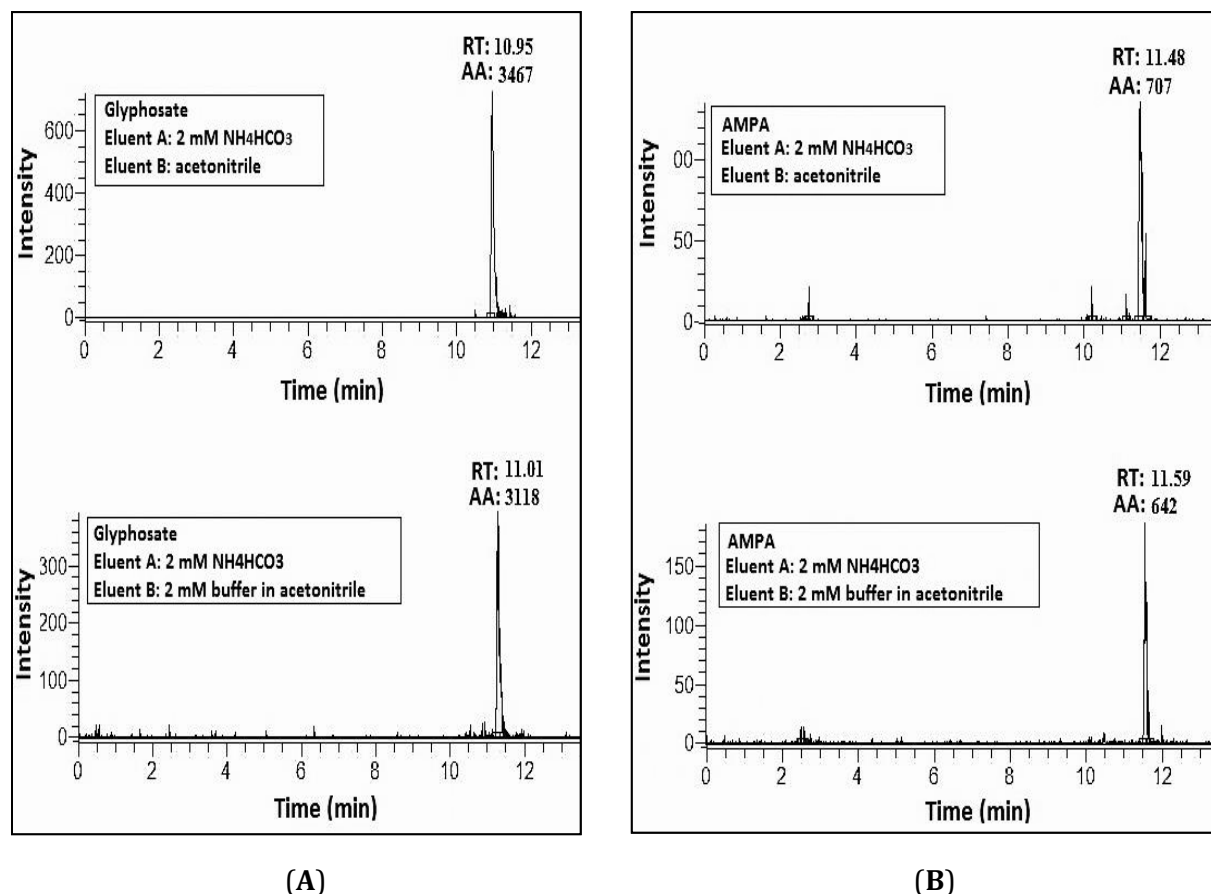 RT: 10.95
AA: 3467
Glyphosate
Eluent A: 2 mM NH4HCO3
Eluent B: acetonitrile
Intensity
600
400
200
0
0 2 4 6 8 10 12
Time (min)
RT: 11.01
AA: 3118
Glyphosate
Eluent A: 2 mM NH4HCO3
Eluent B: 2 mM buffer in acetonitrile
Intensity
300
200
100
0
0 2 4 6 8 10 12
Time (min)
(A)
RT: 11.48
AA: 707
AMPA
Eluent A: 2 mM NH4HCO3
Eluent B: acetonitrile
Intensity
00
50
0
0 2 4 6 8 10 12
Time (min)
RT: 11.59
AA: 642
AMPA
Eluent A: 2 mM NH4HCO3
Eluent B: 2 mM buffer in acetonitrile
Intensity
150
100
50
0
0 2 4 6 8 10 12
Time (min)
(B)